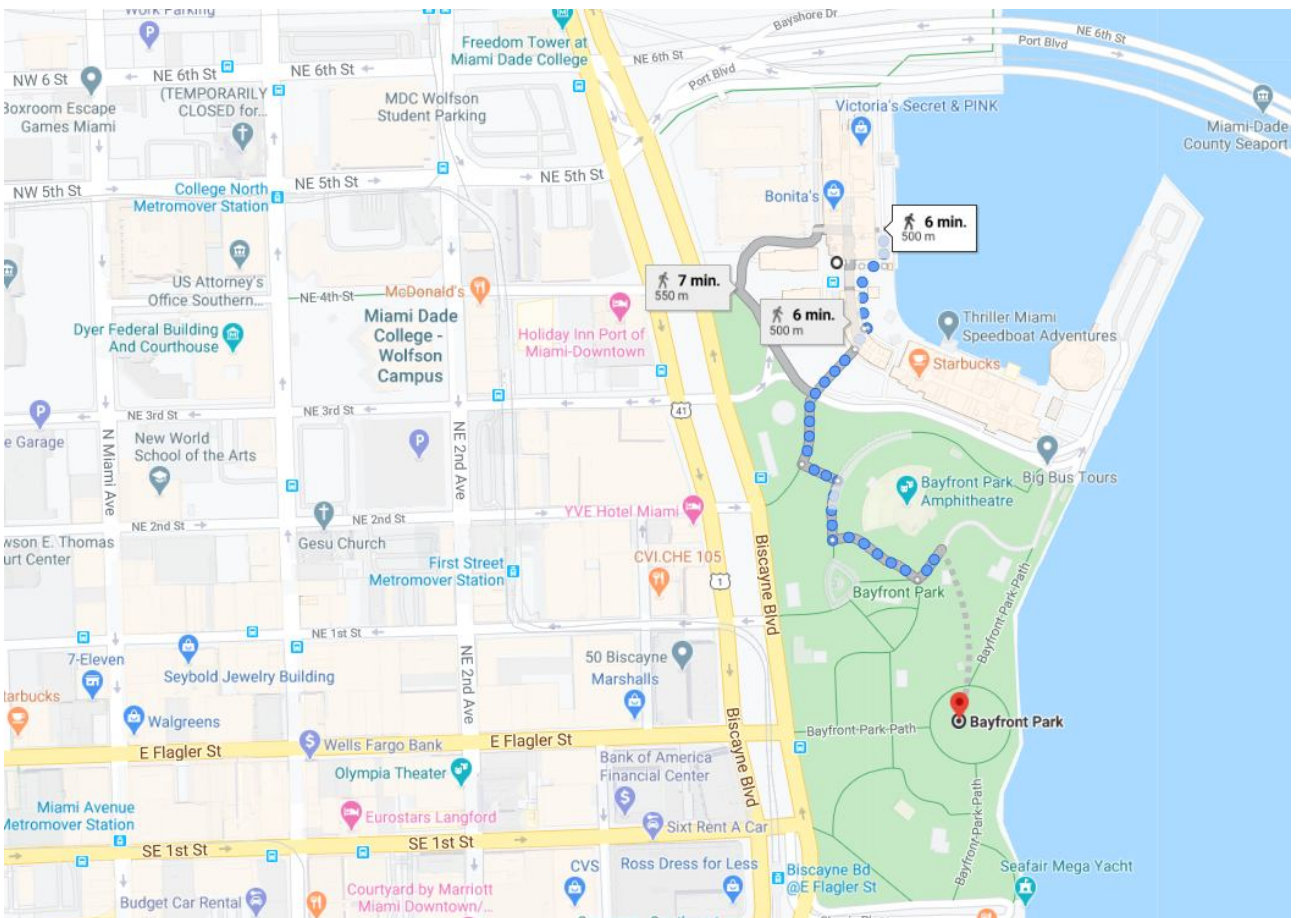 Work Parking
Bayshore Dr
NE 6th St
Port Blvd
Freedom Tower at
Miami Dade College
NE 6th St
Port Blvd
NW 6 St
NE 6th St
NE 6th St
(TEMPORARILY
CLOSED for...
Boxroom Escape
Games Miami
MDC Wolfson
Student Parking
Victoria's Secret & PINK
Miami-Dade
County Seaport
NW 5th St
NE 5th St
NE 5th St
College North
Metromover Station
Bonita's
6 min.
500 m
US Attorney's
Office Southern...
7 min.
550 m
NE 4th St
McDonald's
6 min.
500 m
Dyer Federal Building
And Courthouse
Miami Dade
College -
Wolfson
Campus
Holiday Inn Port of
Miami-Downtown
Thriller Miami
Speedboat Adventures
Starbucks
NE 3rd St
NE 3rd St
41
e Garage
N Miami Ave
New World
School of the Arts
P
NE 2nd Ave
Big Bus Tours
Bayfront Park
Amphitheatre
NE 2nd St
NE 2nd St
YVE Hotel Miami
wson E. Thomas
urt Center
Gesu Church
First Street
Metromover Station
CVI.CHE 105
1
Biscayne Blvd
Bayfront Park
NE 1st St
NE 1st St
Bayfront-Park-Path
7-Eleven
Seybold Jewelry Building
NE 2nd Ave
50 Biscayne
Marshalls
tarbucks
Walgreens
Biscayne Blvd
Bayfront-Park-Path
Bayfront Park
E Flagler St
Wells Fargo Bank
E Flagler St
Olympia Theater
Bank of America
Financial Center
Miami Avenue
Metromover Station
Eurostars Langford
Sixt Rent A Car
Bayfront-Park-Path
SE 1st St
SE 1st St
CVS
Ross Dress for Less
Biscayne Bd
@E Flagler St
Seafair Mega Yacht
Budget Car Rental
Courtyard by Marriott
Miami Downtown/...